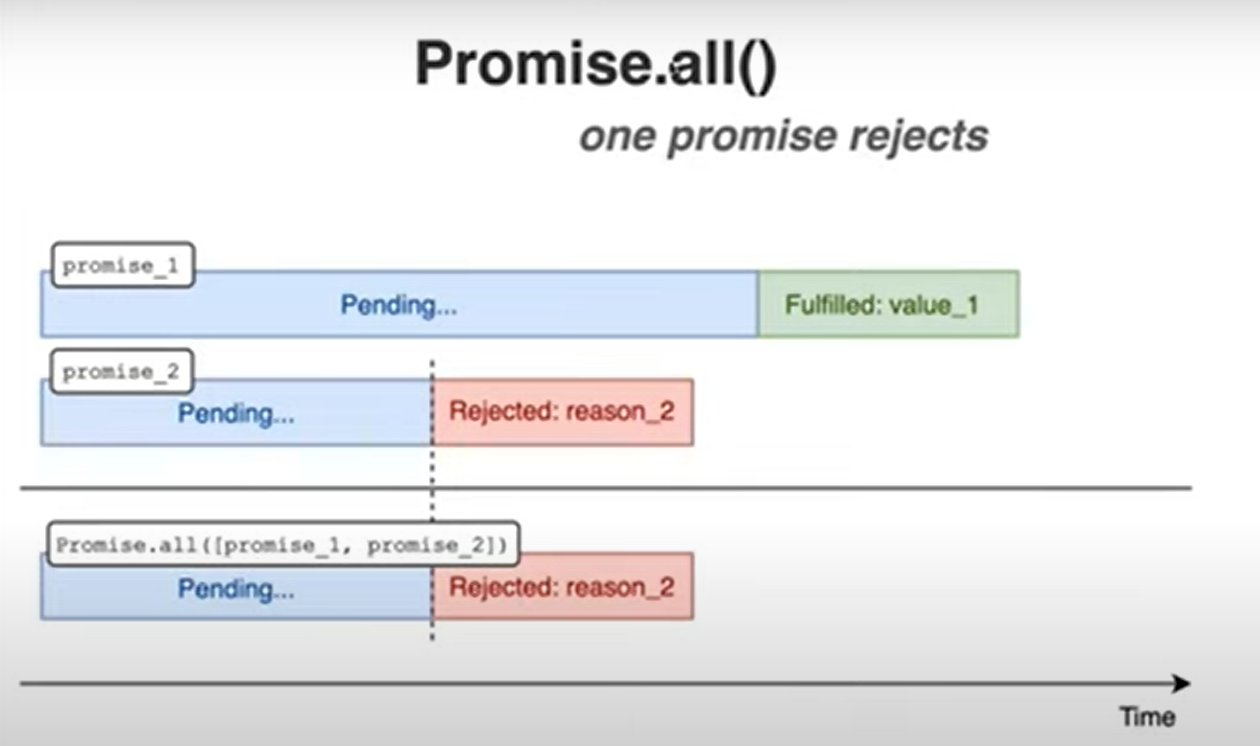 Promise.all()
one promise rejects
promise_1
Pending...
Fulfilled: value_1
promise_2
Pending...
Rejected: reason_2
Promise.all([promise_1, promise_2])
Pending...
Rejected: reason_2
Time